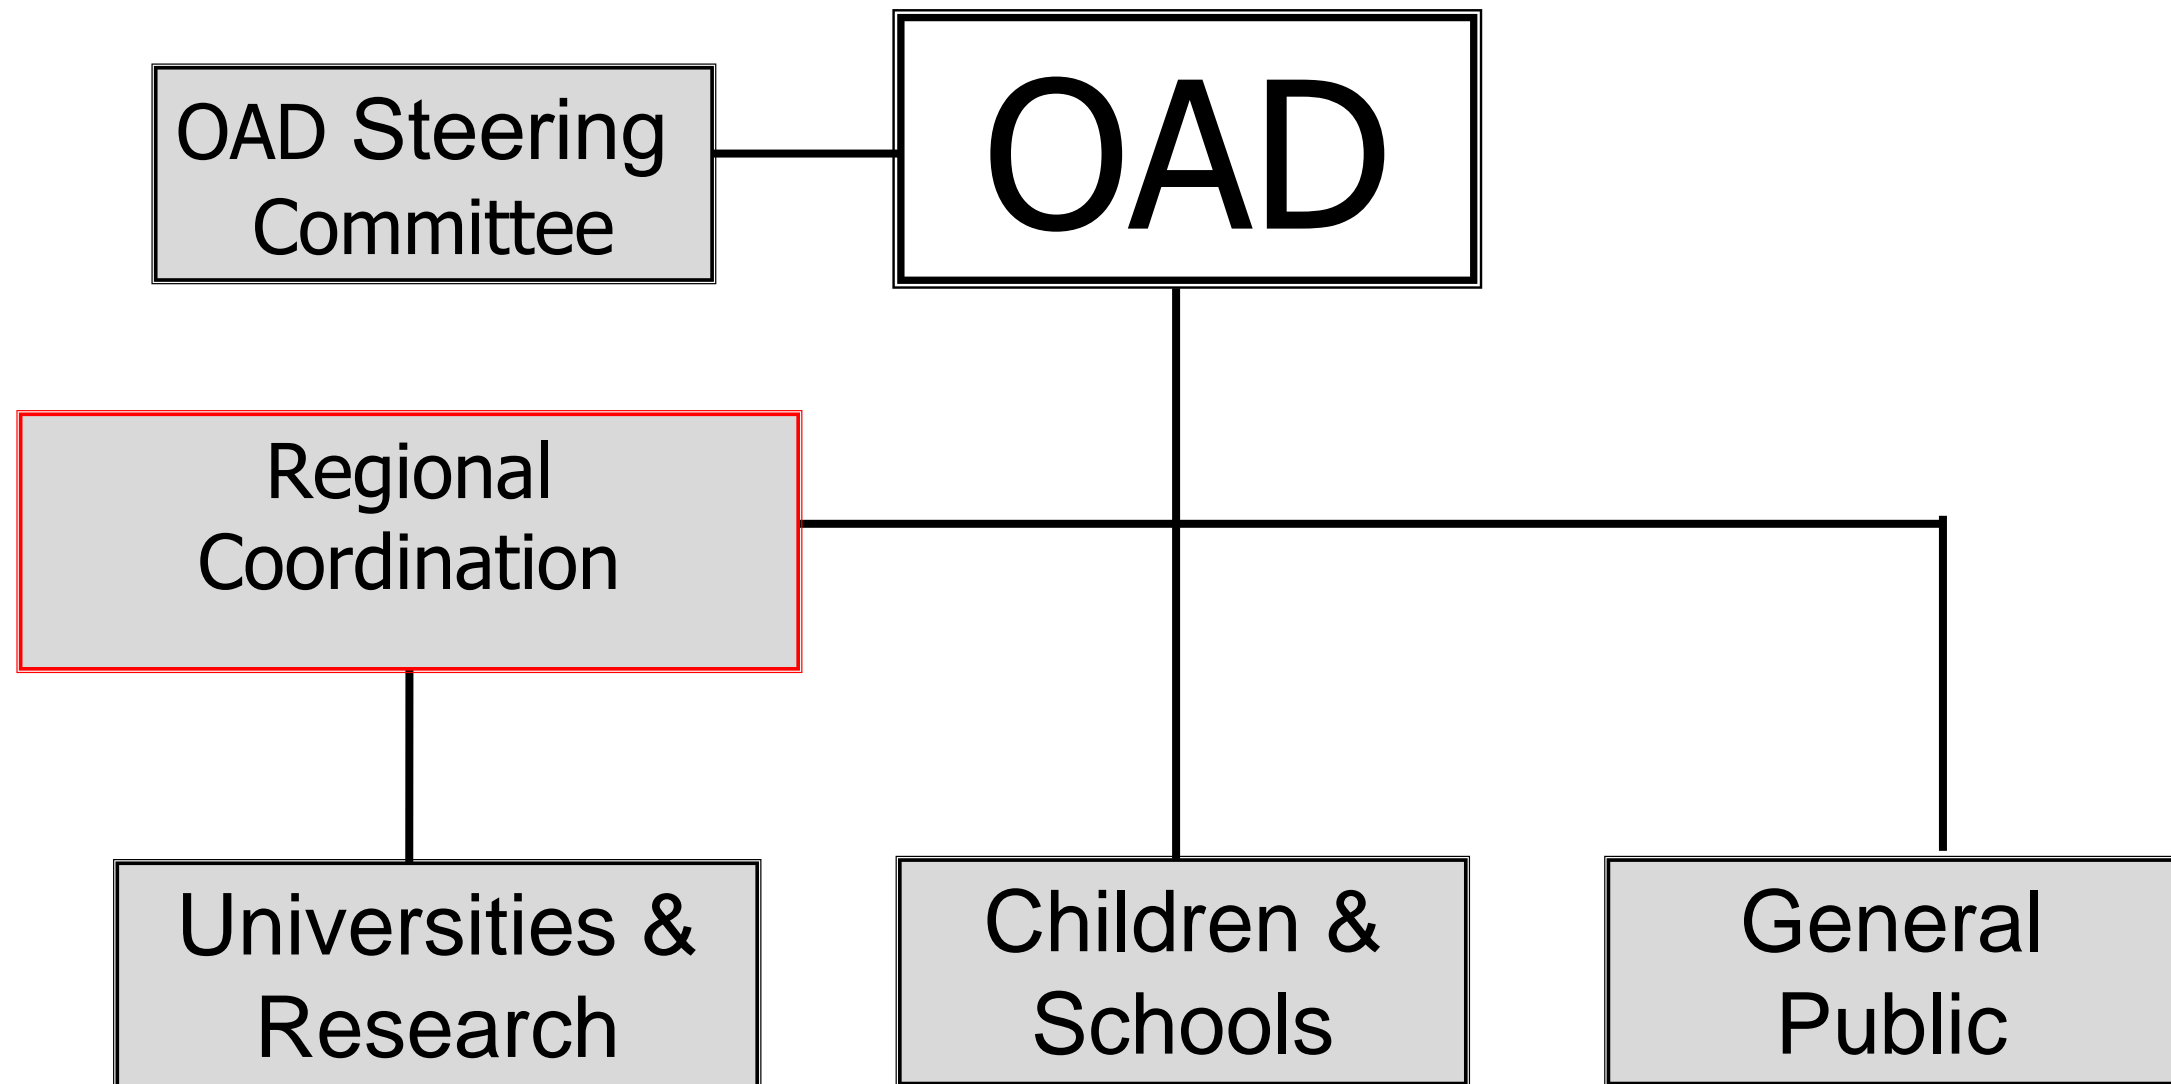 OAD
OAD Steering
Committee
Regional
Coordination
Universities &
Research
Children &
Schools
General
Public